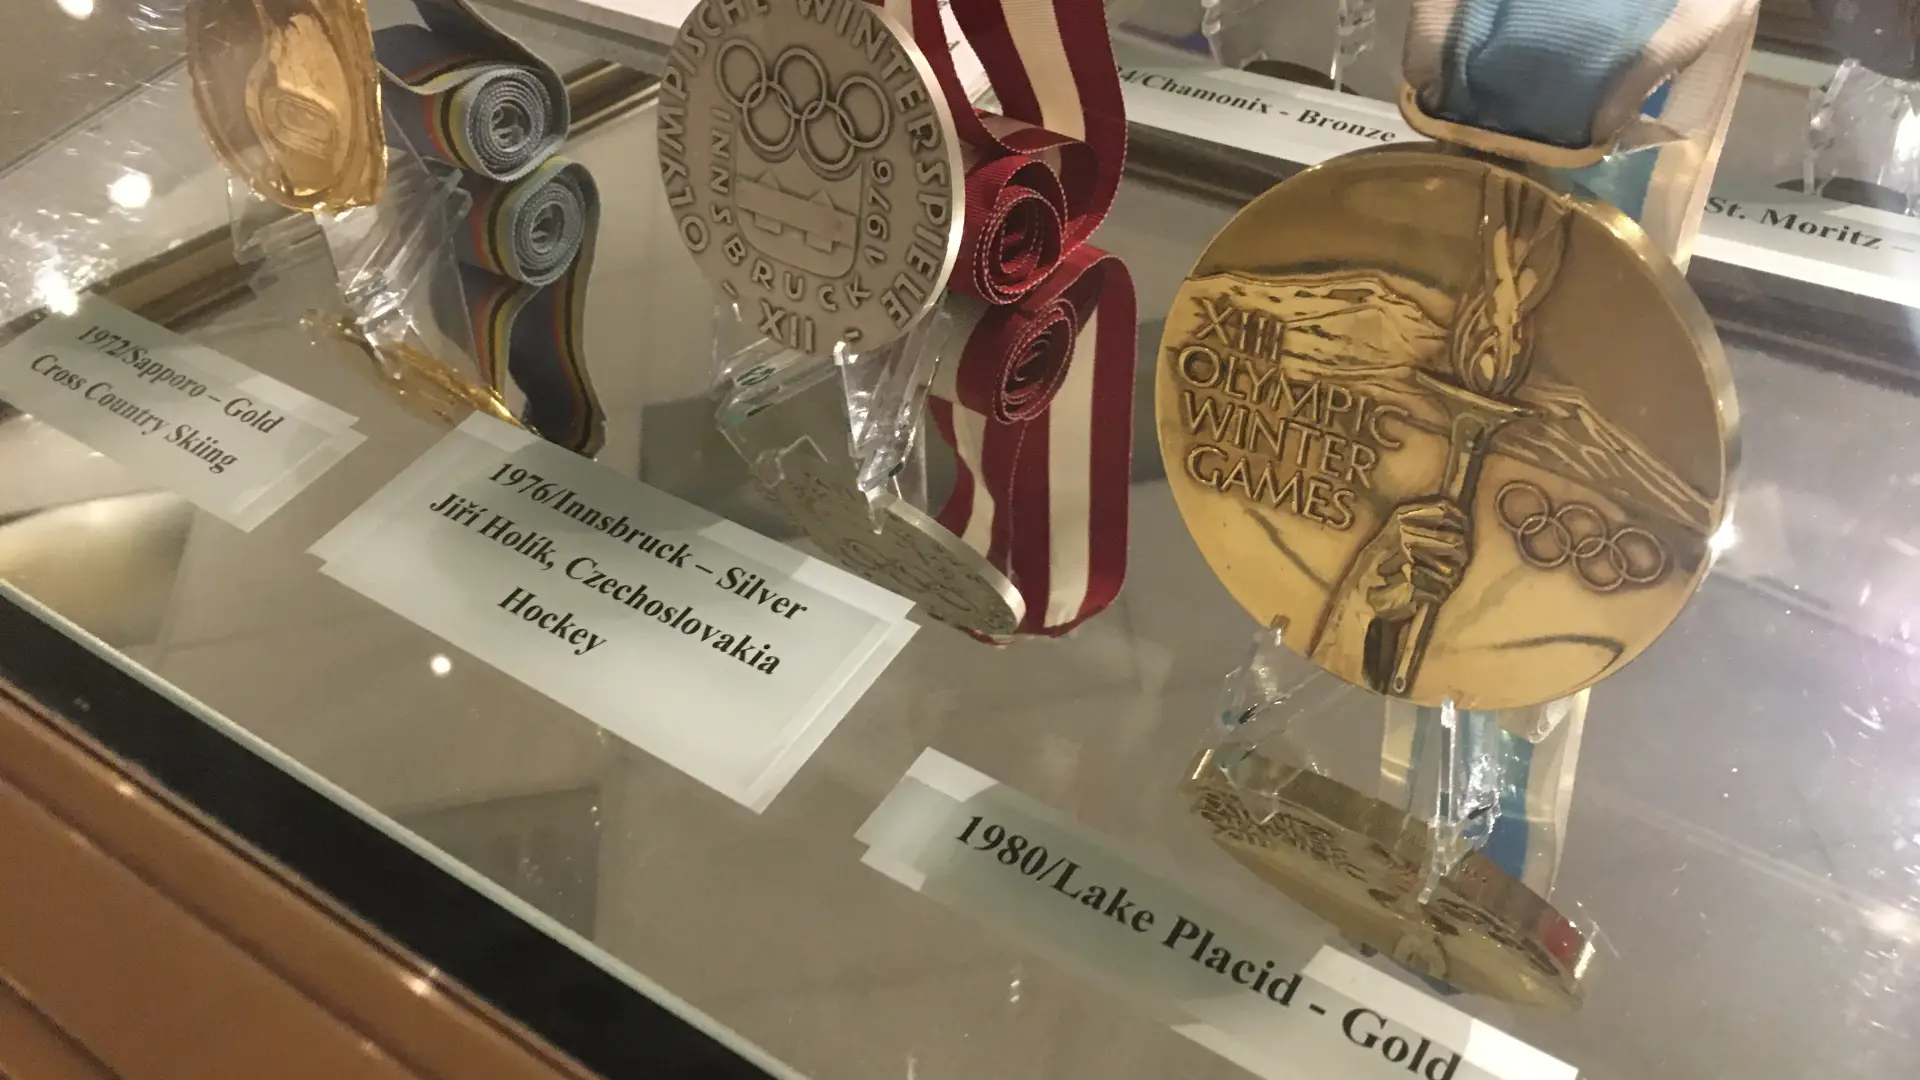 OLYMPISCHE WINTERSPIELE
INNSBRUCK 1976
- XII -
4/Chamonix - Bronze
St. Moritz –
XIII
OLYMPIC
WINTER
GAMES
1972/Sapporo – Gold
Cross Country Skiing
1976/Innsbruck – Silver
Jiří Holík, Czechoslovakia
Hockey
1980/Lake Placid - Gold